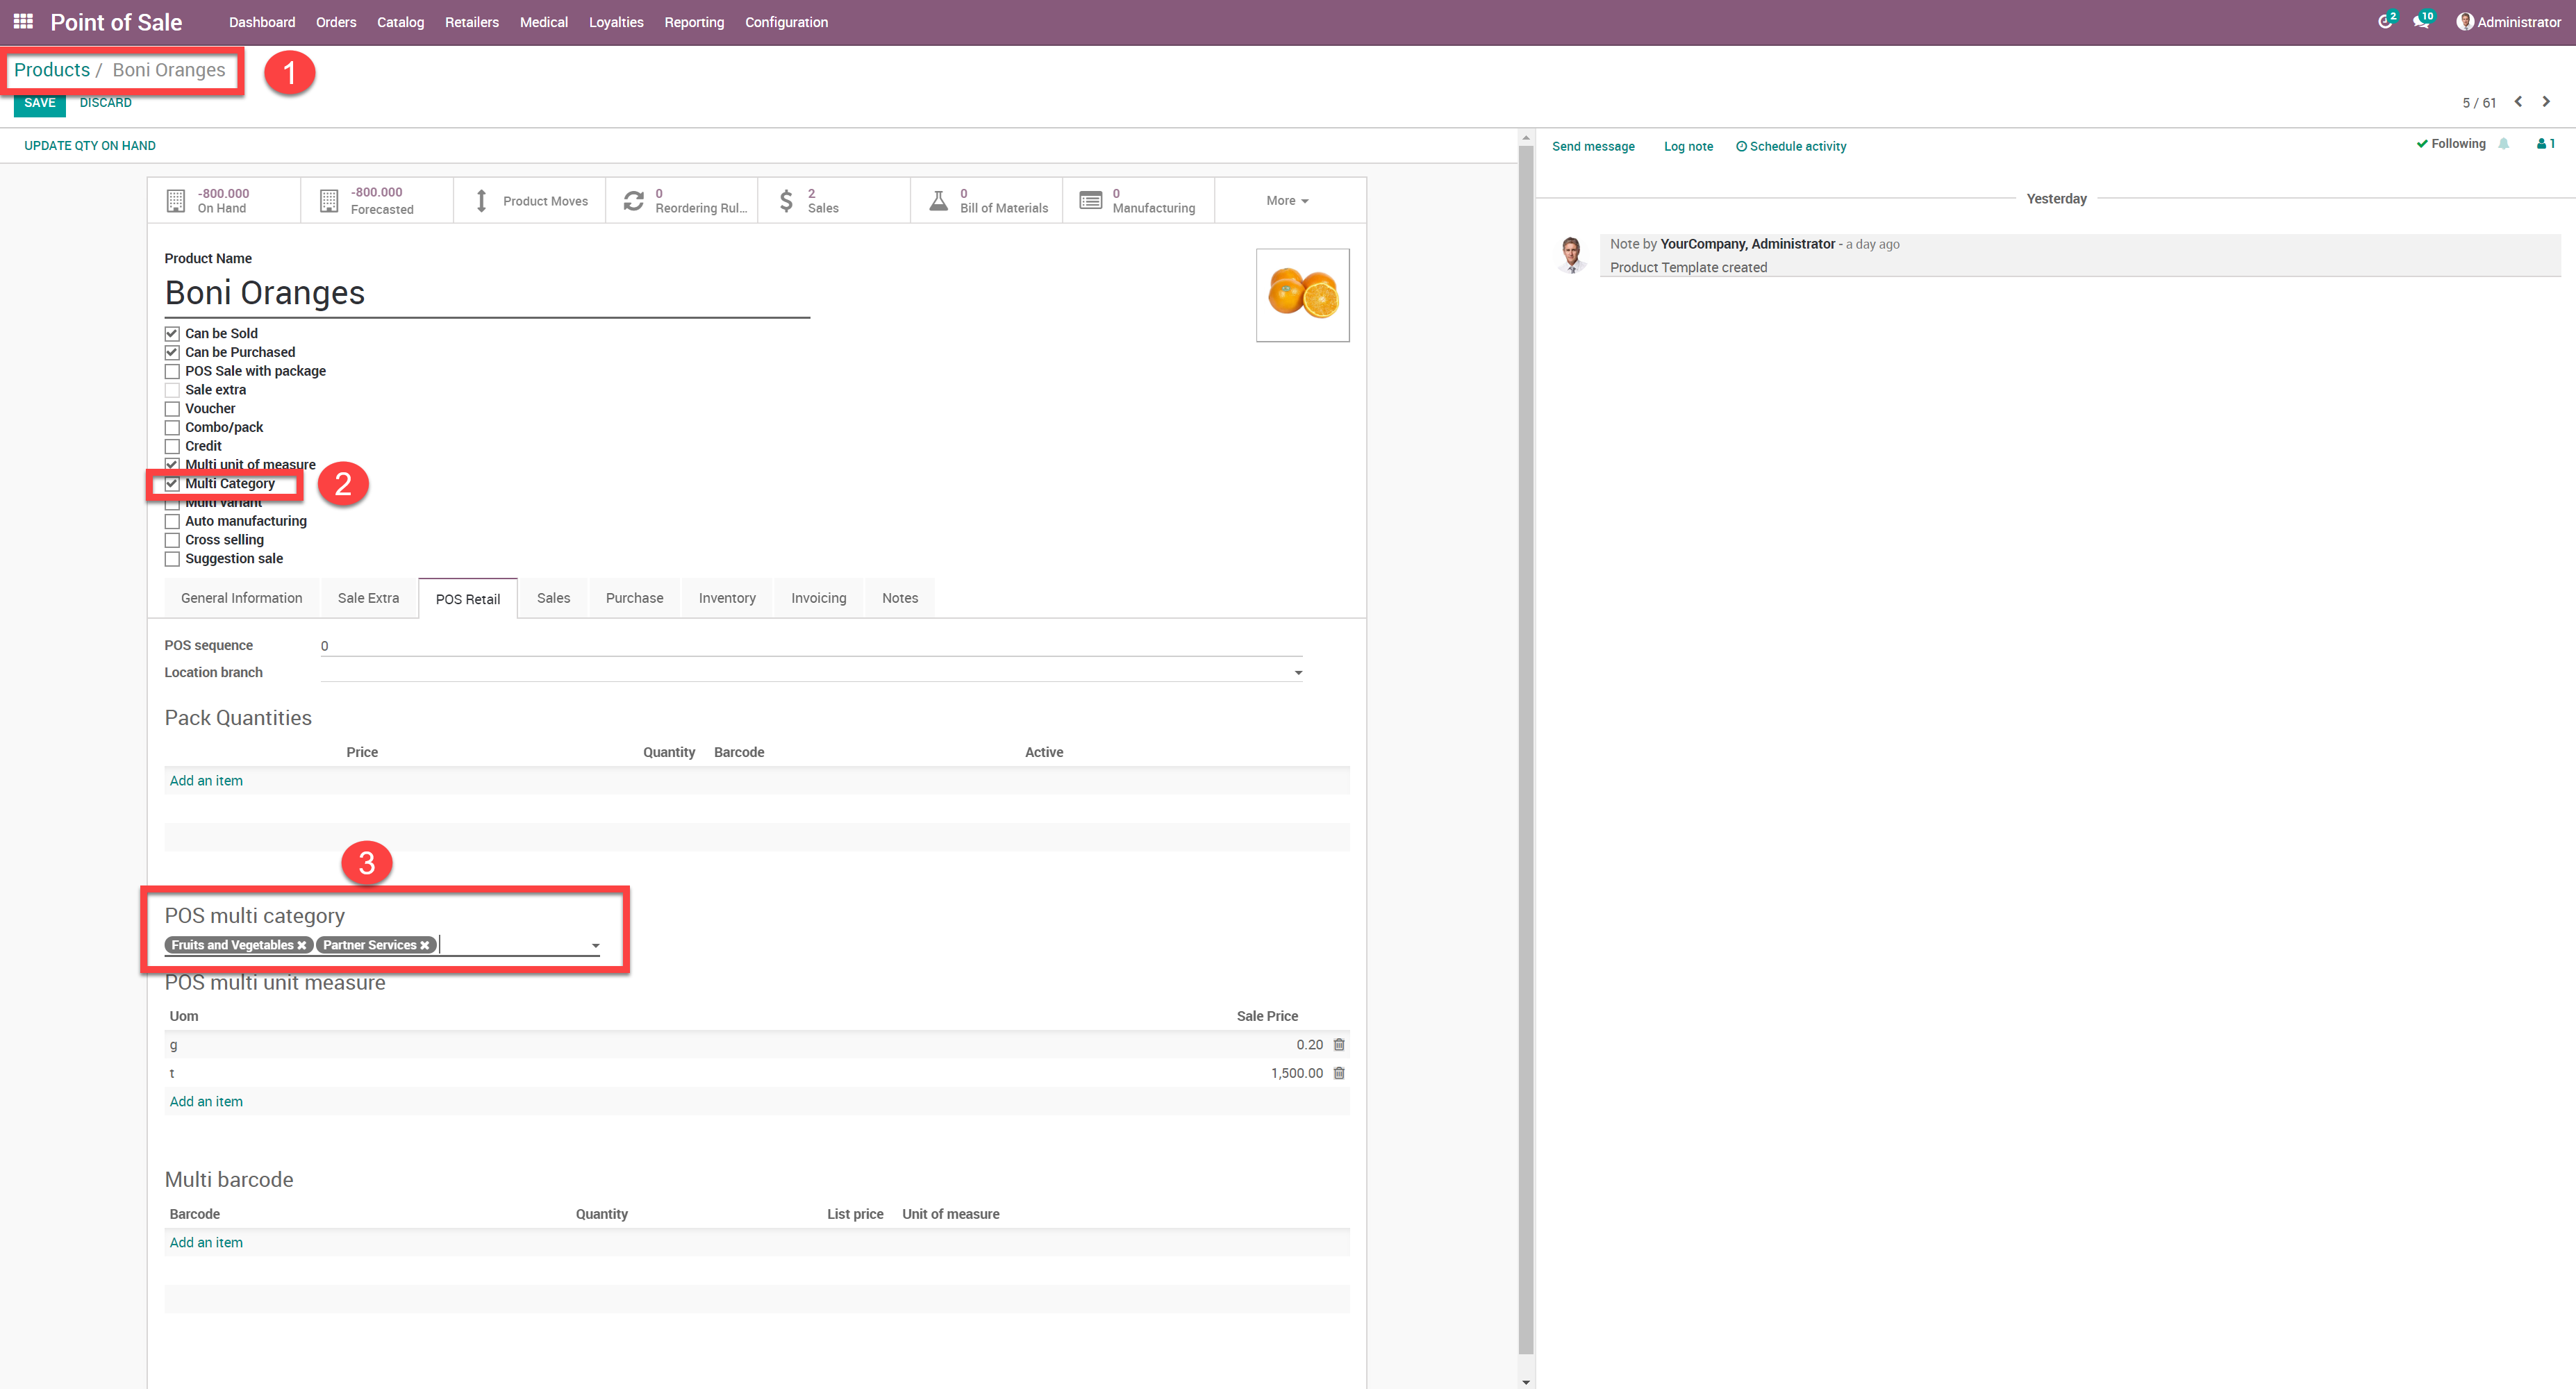 Point of Sale Dashboard Orders Catalog Retailers Medical Loyalties Reporting Configuration 2 10 Administrator
Products / Boni Oranges 1
SAVE DISCARD 5 / 61
UPDATE QTY ON HAND
Send message Log note Schedule activity Following 1
-800.000 On Hand
-800.000 Forecasted
Product Moves
0 Reordering Rul...
2 Sales
0 Bill of Materials
0 Manufacturing
More
Yesterday
Note by YourCompany, Administrator - a day ago
Product Template created
Product Name
Boni Oranges
Can be Sold
Can be Purchased
POS Sale with package
Sale extra
Voucher
Combo/pack
Credit
Multi unit of measure
Multi Category 2
Multi variant
Auto manufacturing
Cross selling
Suggestion sale
General Information Sale Extra POS Retail Sales Purchase Inventory Invoicing Notes
POS sequence 0
Location branch
Pack Quantities
Price Quantity Barcode Active
Add an item
3
POS multi category
Fruits and Vegetables Partner Services
POS multi unit measure
Uom Sale Price
g 0.20
t 1,500.00
Add an item
Multi barcode
Barcode Quantity List price Unit of measure
Add an item